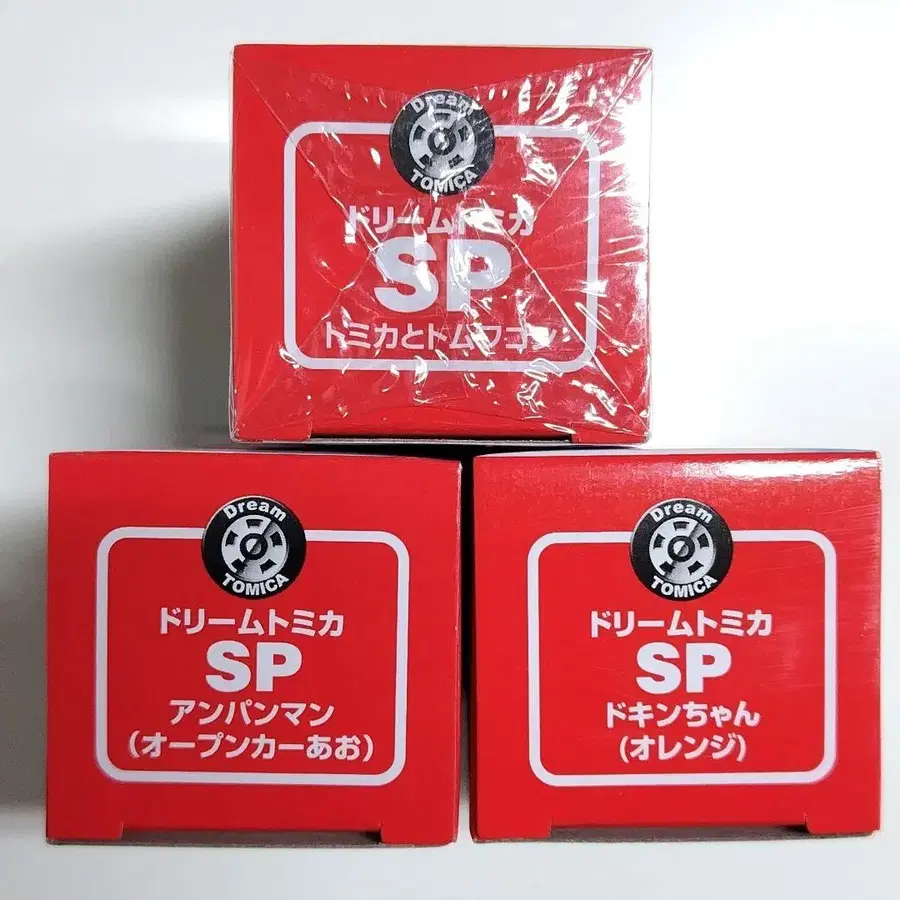 Dream
TOMICA
ドリームトミカ
SP
トミカとトムワゴン
Dream
TOMICA
ドリームトミカ
SP
アンパンマン
(オープンカーあお)
Dream
TOMICA
ドリームトミカ
SP
ドキンちゃん
(オレンジ)